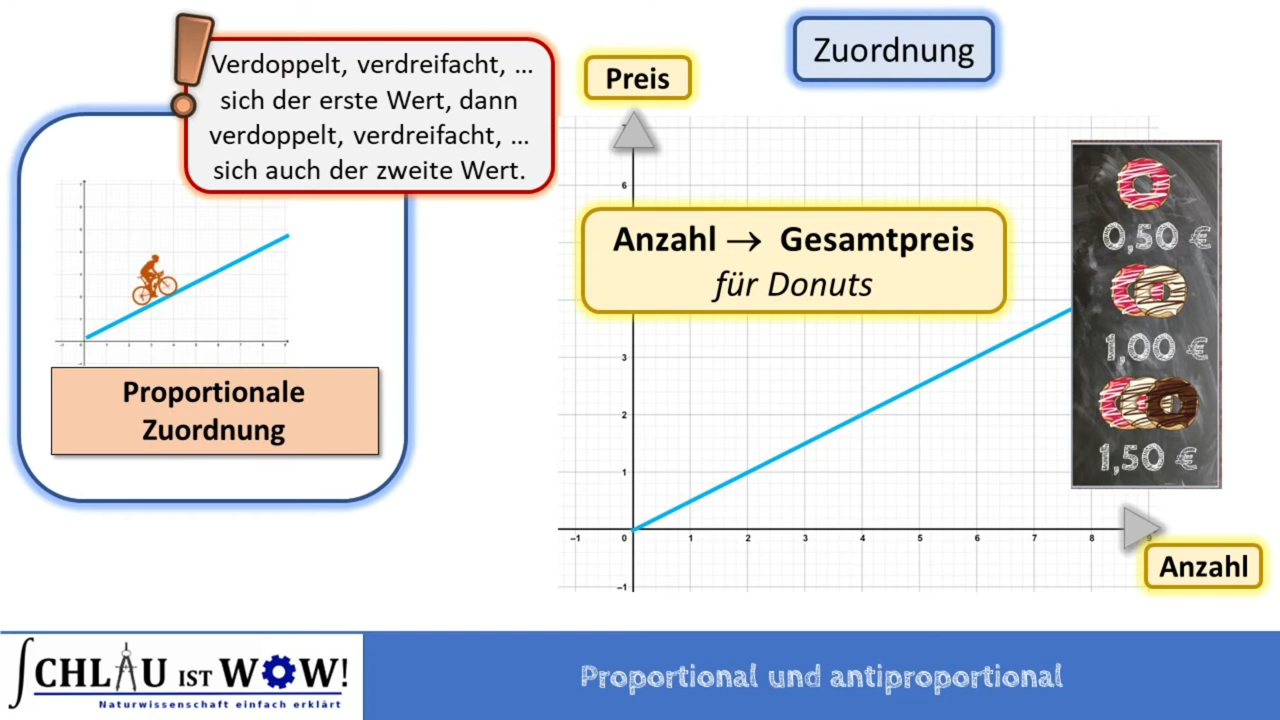 Verdoppelt, verdreifacht, ...
sich der erste Wert, dann
verdoppelt, verdreifacht, ...
sich auch der zweite Wert.
Proportionale
Zuordnung
Zuordnung
Preis
Anzahl → Gesamtpreis
für Donuts
6
3
2
1
−1 0 1 2 3 4 5 6 7 8 9
−1
Anzahl
0,50 €
1,00 €
1,50 €
SCHLAU IST WOW!
Naturwissenschaft einfach erklärt
Proportional und antiproportional